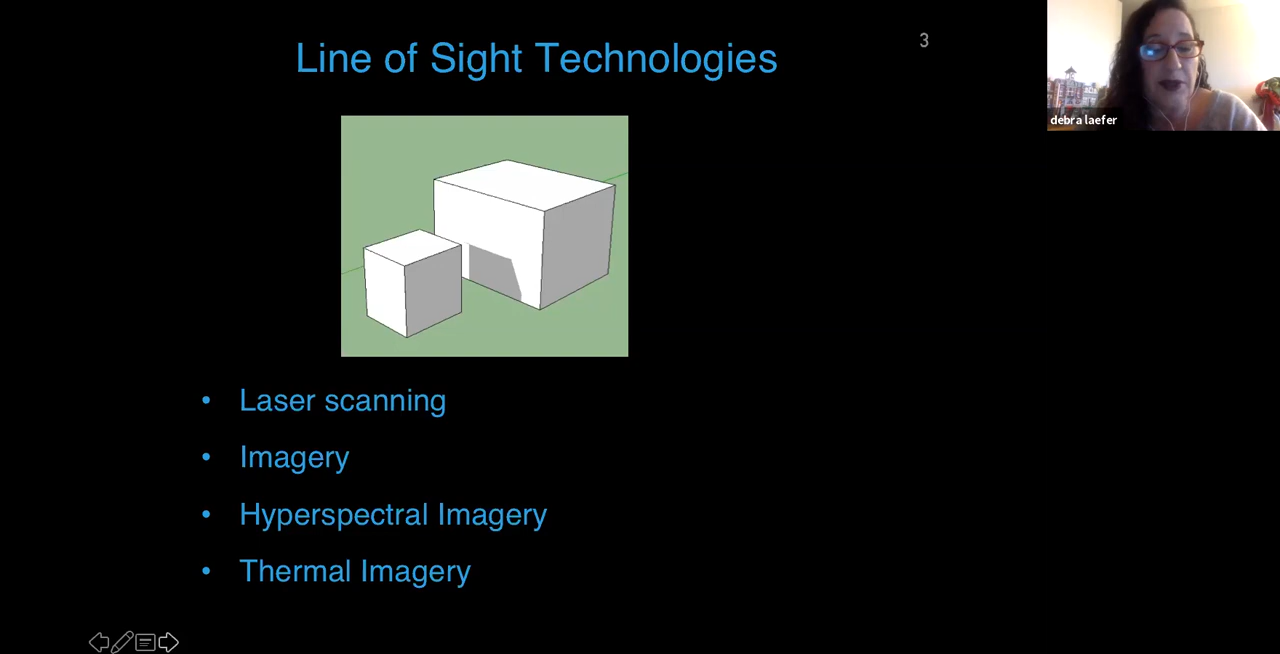 Line of Sight Technologies
3
debra laefer
• Laser scanning
• Imagery
• Hyperspectral Imagery
• Thermal Imagery